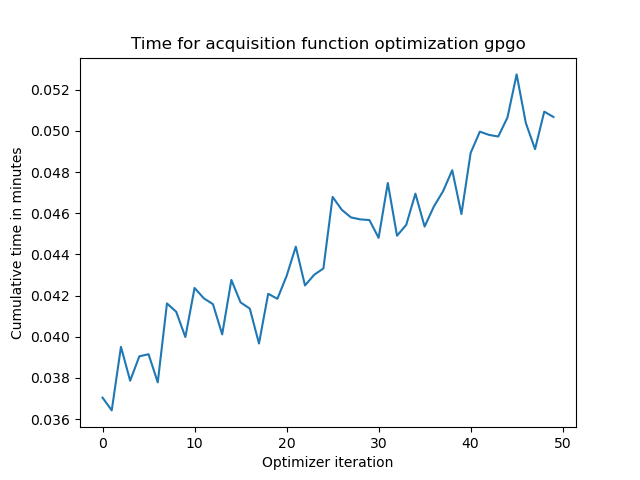 Time for acquisition function optimization gpgo
Cumulative time in minutes
0.052
0.050
0.048
0.046
0.044
0.042
0.040
0.038
0.036
0 10 20 30 40 50
Optimizer iteration